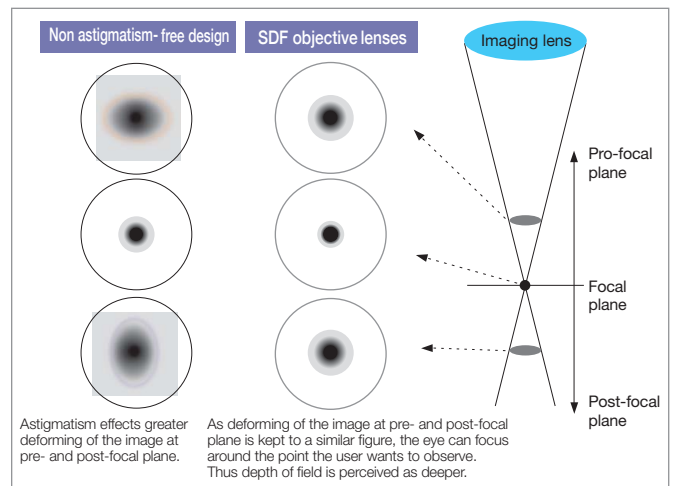 Non astigmatism- free design
SDF objective lenses
Imaging lens
Pro-focal
plane
Focal
plane
Post-focal
plane
Astigmatism effects greater
deforming of the image at
pre- and post-focal plane.
As deforming of the image at pre- and post-focal
plane is kept to a similar figure, the eye can focus
around the point the user wants to observe.
Thus depth of field is perceived as deeper.